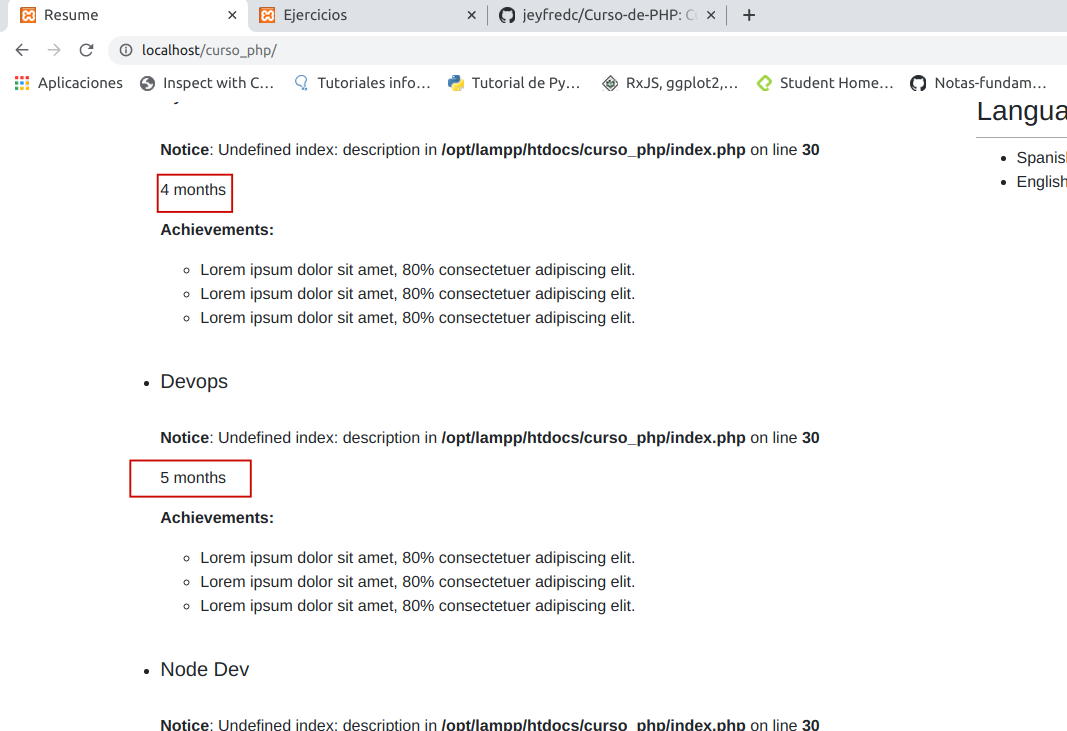 Resume
Ejercicios
jeyfredc/Curso-de-PHP:
localhost/curso_php/
Aplicaciones
Inspect with C...
Tutoriales info...
Tutorial de Py...
RxJS, ggplot2,...
Student Home...
Notas-fundam...
Notice: Undefined index: description in /opt/lampp/htdocs/curso_php/index.php on line 30
4 months
Achievements:
Lorem ipsum dolor sit amet, 80% consectetuer adipiscing elit.
Lorem ipsum dolor sit amet, 80% consectetuer adipiscing elit.
Lorem ipsum dolor sit amet, 80% consectetuer adipiscing elit.
Devops
Notice: Undefined index: description in /opt/lampp/htdocs/curso_php/index.php on line 30
5 months
Achievements:
Lorem ipsum dolor sit amet, 80% consectetuer adipiscing elit.
Lorem ipsum dolor sit amet, 80% consectetuer adipiscing elit.
Lorem ipsum dolor sit amet, 80% consectetuer adipiscing elit.
Node Dev
Notice: Undefined index: description in /opt/lampp/htdocs/curso_php/index.php on line 30
Langua
Spanis
English